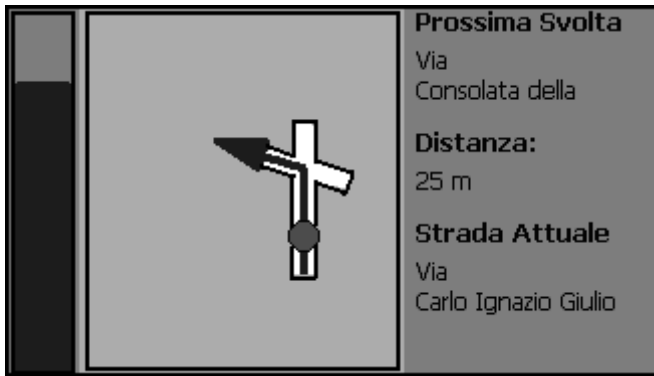 Prossima Svolta
Via
Consolata della
Distanza:
25 m
Strada Attuale
Via
Carlo Ignazio Giulio